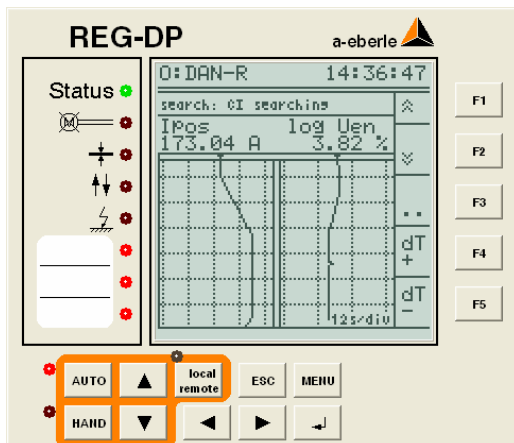 REG-DP
a-eberle
Status
M
O:DAN-R 14:36:47
search: CI searching
IPos log Uen
173.04 A 3.82 %
..
dT
+
dT
-
12s/div
F1
F2
F3
F4
F5
AUTO
local
remote
ESC
MENU
HAND